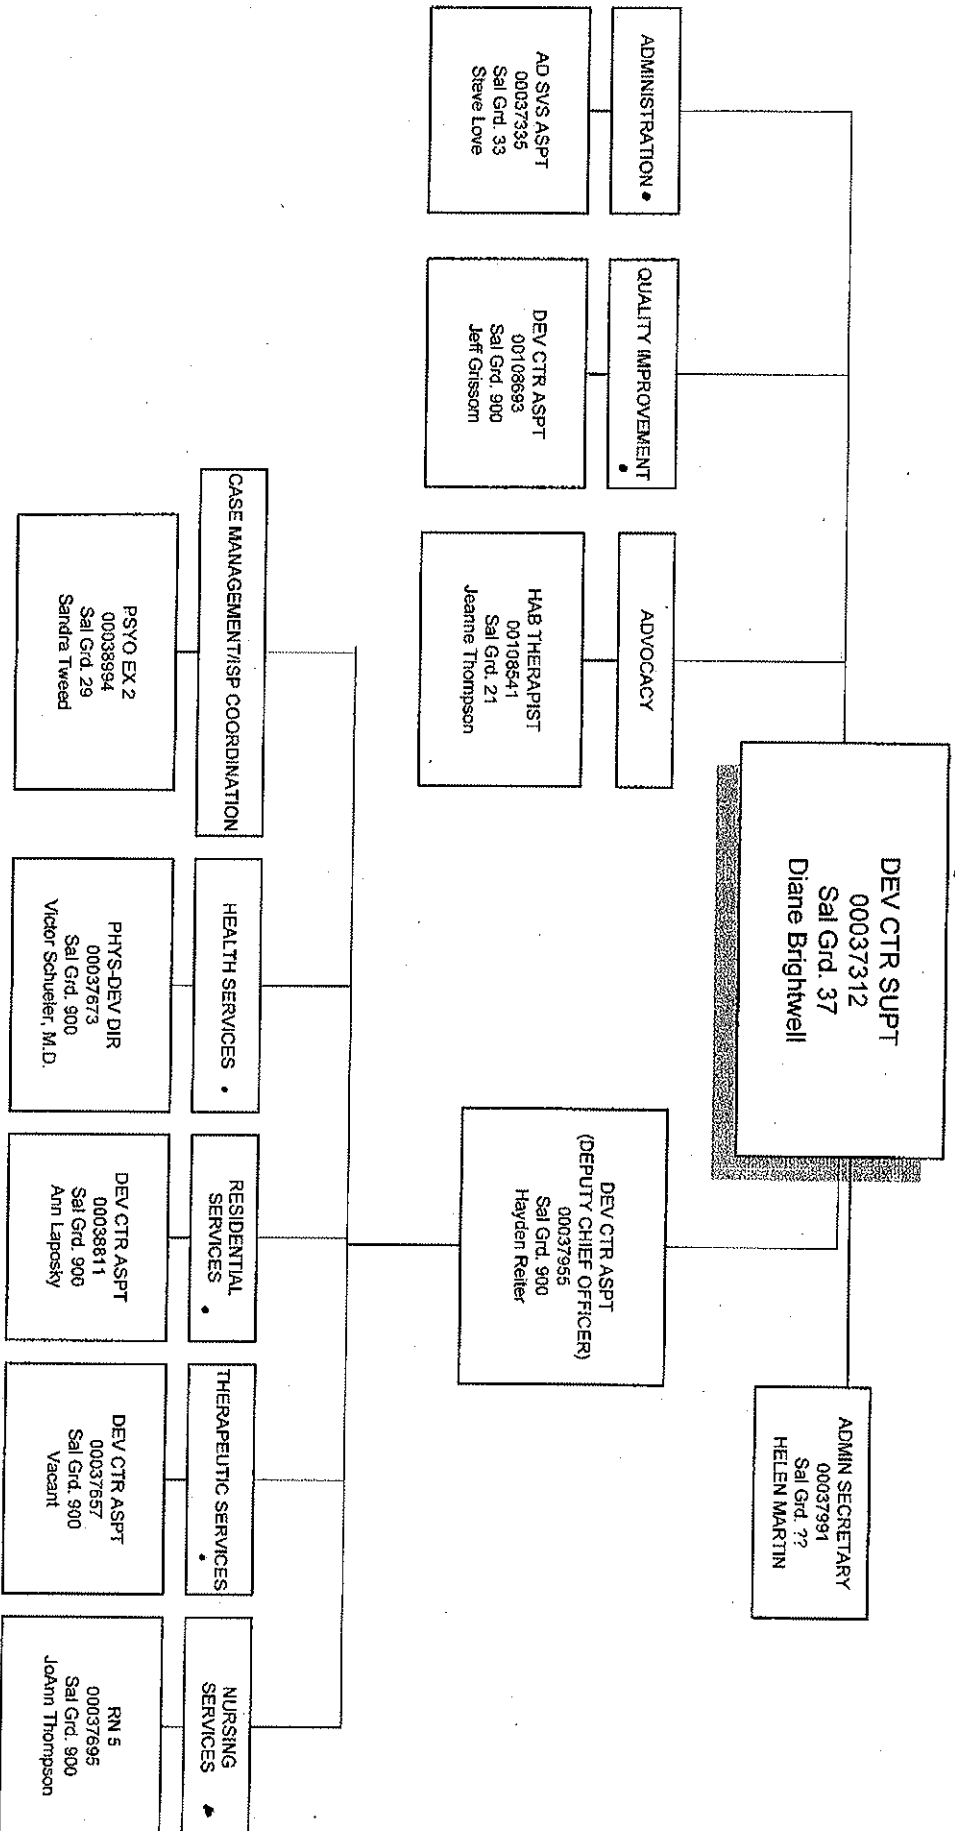 DEV CTR SUPT
00037312
Sal Grd. 37
Diane Brightwell
ADMIN SECRETARY
00037991
Sal Grd. ??
HELEN MARTIN
ADMINISTRATION
AD SVS ASPT
00037335
Sal Grd. 33
Steve Love
QUALITY IMPROVEMENT
DEV CTR ASPT
00108693
Sal Grd. 900
Jeff Grissom
ADVOCACY
HAB THERAPIST
00108541
Sal Grd. 21
Jeanne Thompson
DEV CTR ASPT
(DEPUTY CHIEF OFFICER)
00037955
Sal Grd. 900
Hayden Reiter
CASE MANAGEMENT/ISP COORDINATION
PSYO EX 2
00038994
Sal Grd. 29
Sandra Tweed
HEALTH SERVICES
PHYS-DEV DIR
00037673
Sal Grd. 900
Victor Schueler, M.D.
RESIDENTIAL
SERVICES
DEV CTR ASPT
00038811
Sal Grd. 900
Ann Laposky
THERAPEUTIC SERVICES
DEV CTR ASPT
00037657
Sal Grd. 900
Vacant
NURSING
SERVICES
RN 5
00037695
Sal Grd. 900
JoAnn Thompson